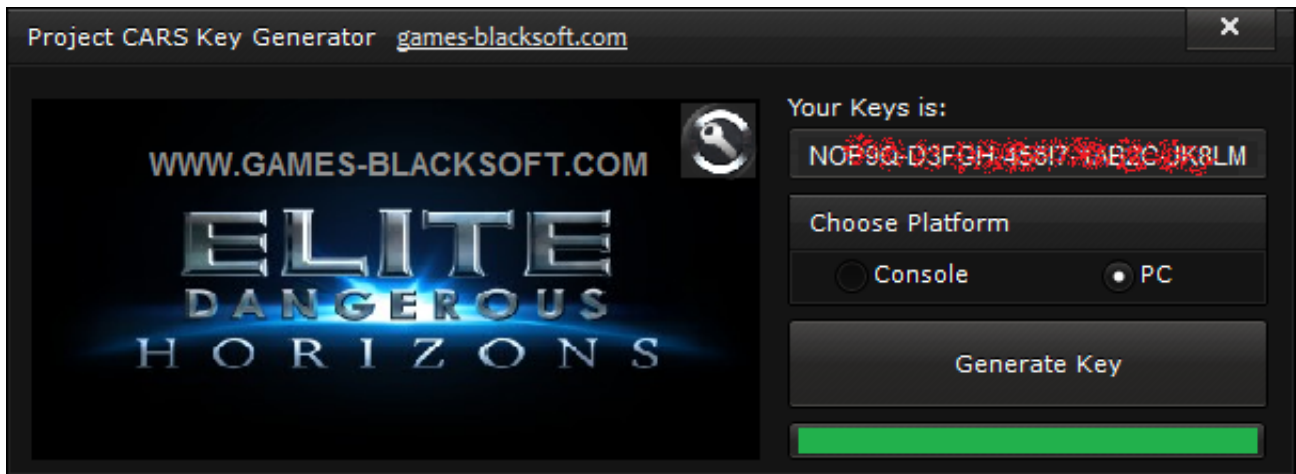 Project CARS Key Generator games-blacksoft.com
WWW.GAMES-BLACKSOFT.COM
ELITE
DANGEROUS
HORIZONS
Your Keys is:
Choose Platform
Console
PC
Generate Key